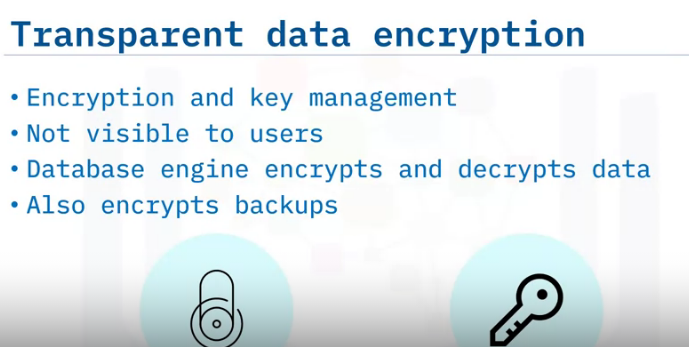 Transparent data encryption
• Encryption and key management
• Not visible to users
• Database engine encrypts and decrypts data
• Also encrypts backups